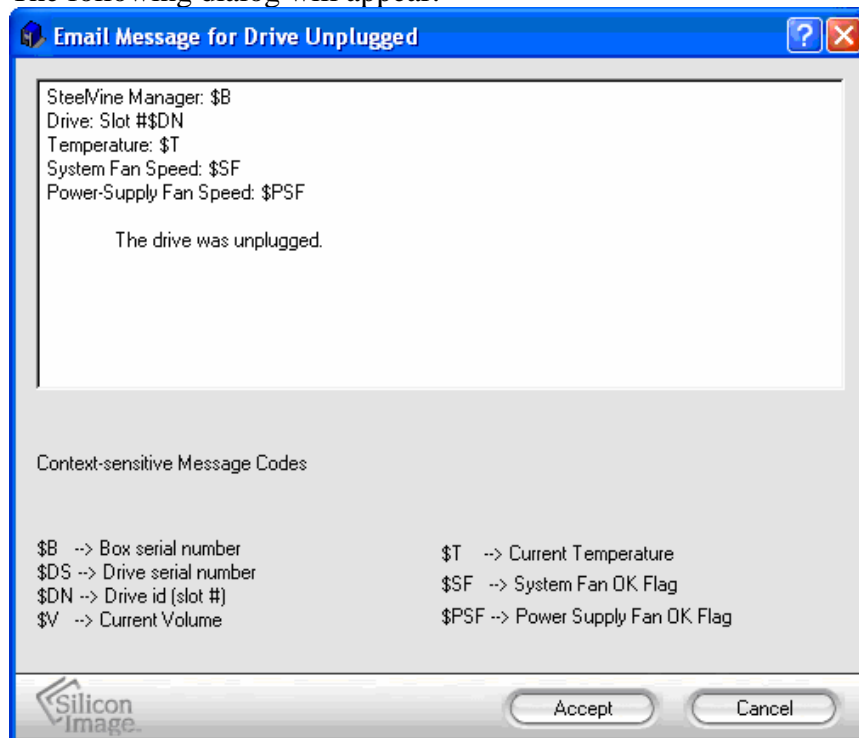 The following dialog will appear:
Email Message for Drive Unplugged
SteelVine Manager: $B
Drive: Slot #$DN
Temperature: $T
System Fan Speed: $SF
Power-Supply Fan Speed: $PSF
The drive was unplugged.
Context-sensitive Message Codes
$B --> Box serial number
$DS --> Drive serial number
$DN --> Drive id (slot #)
$V --> Current Volume
$T --> Current Temperature
$SF --> System Fan OK Flag
$PSF --> Power Supply Fan OK Flag
Silicon
Image
Accept
Cancel